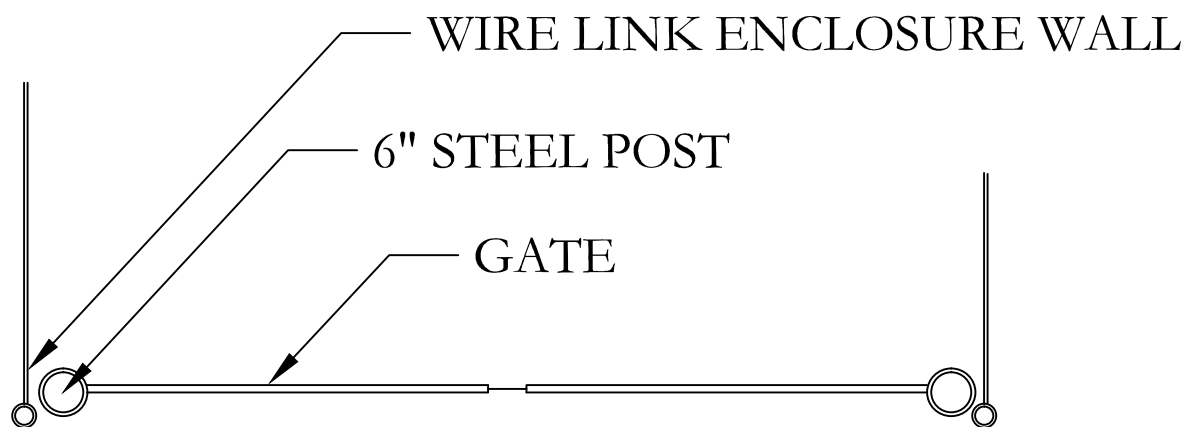 WIRE LINK ENCLOSURE WALL
6" STEEL POST
GATE